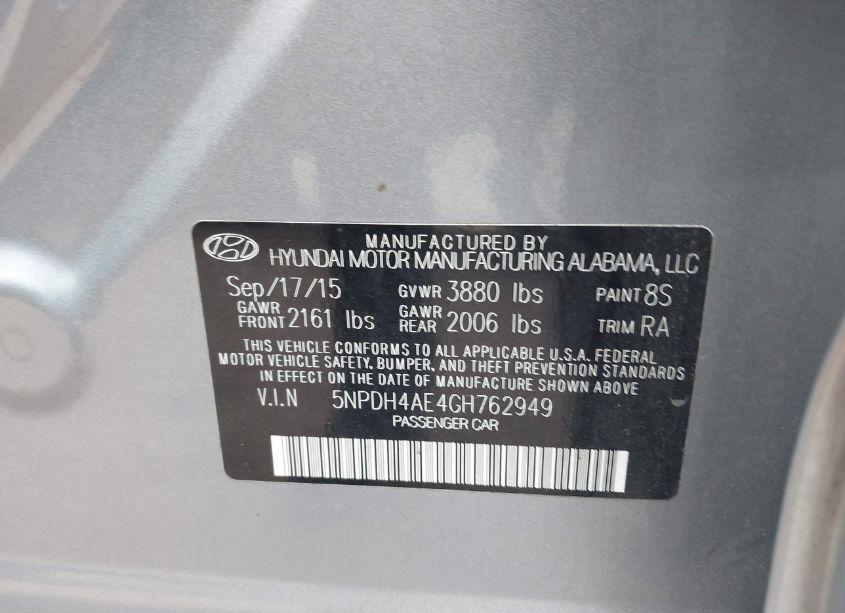 MANUFACTURED BY
HYUNDAI MOTOR MANUFACTURING ALABAMA, LLC
Sep/17/15 GVWR 3880 lbs PAINT 8S
GAWR FRONT 2161 lbs GAWR REAR 2006 lbs TRIM RA
THIS VEHICLE CONFORMS TO ALL APPLICABLE U.S.A. FEDERAL
MOTOR VEHICLE SAFETY, BUMPER, AND THEFT PREVENTION STANDARDS
IN EFFECT ON THE DATE OF MANUFACTURE SHOWN ABOVE
V.I.N 5NPDH4AE4GH762949
PASSENGER CAR